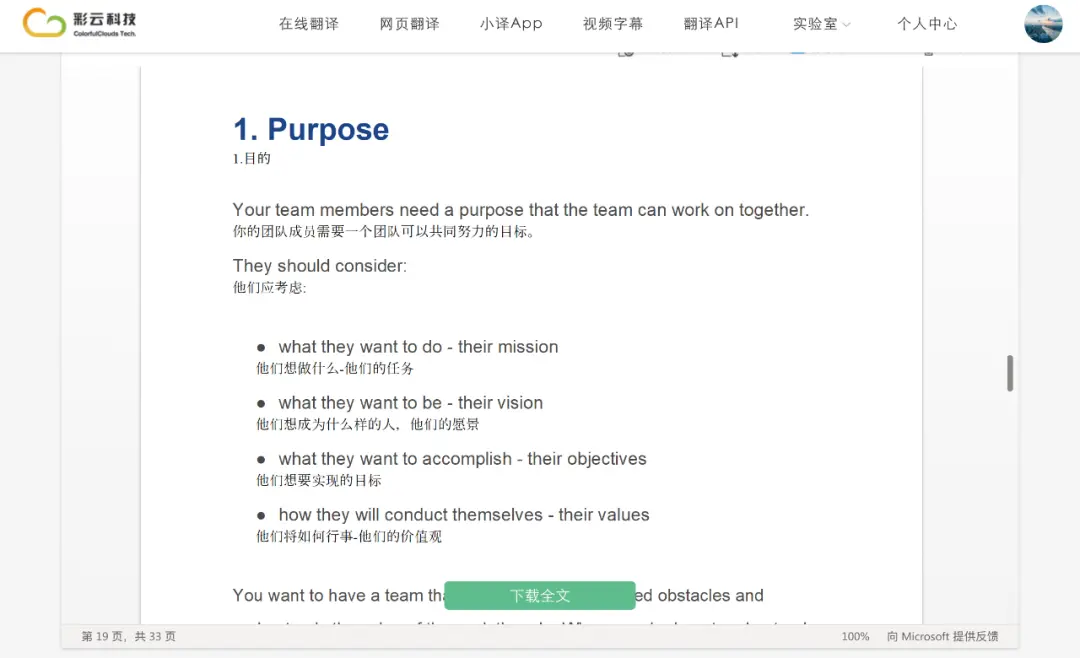 彩云科技
ColorfulClouds Tech.
在线翻译 网页翻译 小译App 视频字幕 翻译API 实验室 个人中心
1. Purpose
1.目的
Your team members need a purpose that the team can work on together.
你的团队成员需要一个团队可以共同努力的目标。
They should consider:
他们应考虑:
● what they want to do - their mission
他们想做什么-他们的任务
● what they want to be - their vision
他们想成为什么样的人，他们的愿景
● what they want to accomplish - their objectives
他们想要实现的目标
● how they will conduct themselves - their values
他们将如何行事-他们的价值观
You want to have a team 下载全文 obstacles and
第 19 页，共 33 页 100% 向 Microsoft 提供反馈